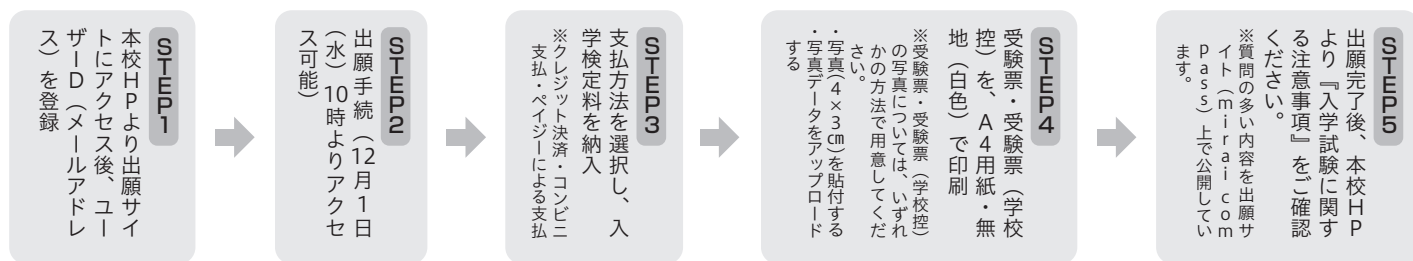 STEP1
本校HPより出願サイ
トにアクセス後、ユー
ザーID（メールアドレ
ス）を登録
STEP2
出願手続（12月1日
（水）10時よりアクセ
ス可能）
STEP3
支払方法を選択し、入
学検定料を納入
※クレジット決済・コンビニ
支払・ペイジーによる支払
STEP4
受験票・受験票（学校
控）を、A4用紙・無
地（白色）で印刷
※受験票・受験票（学校控）
の写真については、いずれ
かの方法で用意してくだ
さい。
・写真（4×3㎝）を貼付する
・写真データをアップロード
する
STEP5
出願完了後、本校HP
より『入学試験に関す
る注意事項』をご確認
ください。
※質問の多い内容を出願サ
イト（miraicom
pass）上で公開してい
ます。